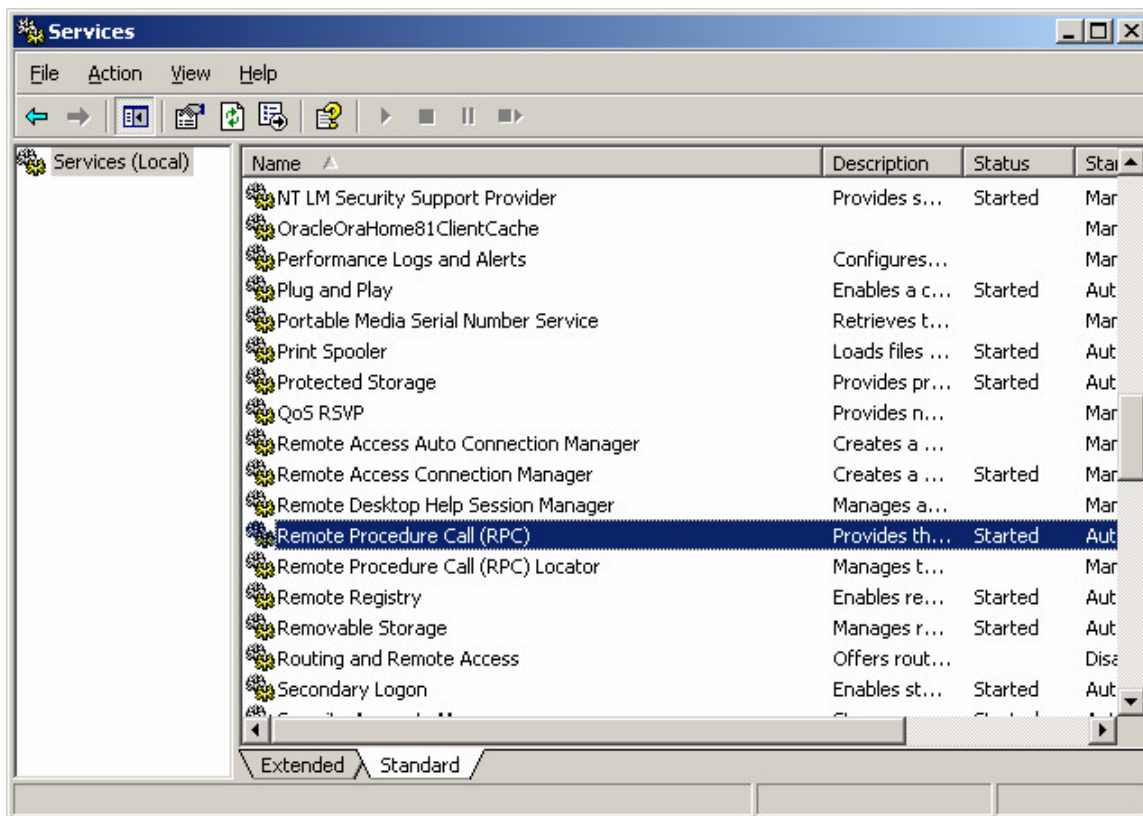 Services
File Action View Help
Services (Local)
Name Description Status Star
NT LM Security Support Provider Provides s... Started Mar
OracleOraHome81ClientCache Mar
Performance Logs and Alerts Configures... Mar
Plug and Play Enables a c... Started Aut
Portable Media Serial Number Service Retrieves t... Mar
Print Spooler Loads files ... Started Aut
Protected Storage Provides pr... Started Aut
QoS RSVP Provides n... Mar
Remote Access Auto Connection Manager Creates a ... Mar
Remote Access Connection Manager Creates a ... Started Mar
Remote Desktop Help Session Manager Manages a... Mar
Remote Procedure Call (RPC) Provides th... Started Aut
Remote Procedure Call (RPC) Locator Manages t... Mar
Remote Registry Enables re... Started Aut
Removable Storage Manages r... Started Aut
Routing and Remote Access Offers rout... Disa
Secondary Logon Enables st... Started Aut
Extended Standard